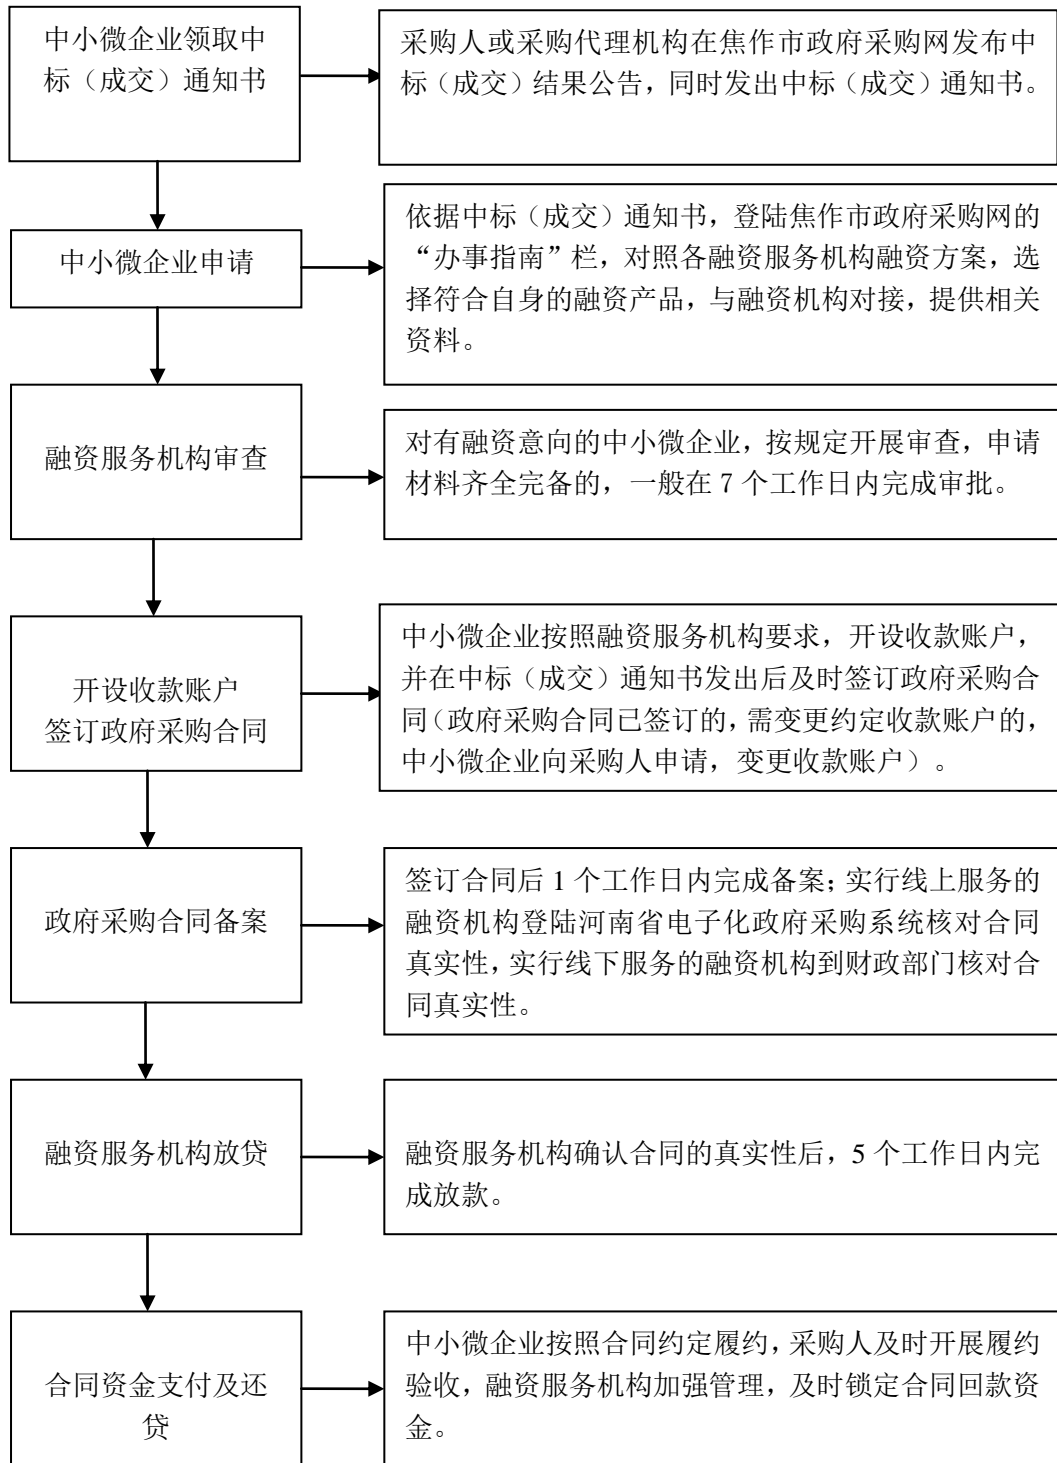 中小微企业领取中
标（成交）通知书
采购人或采购代理机构在焦作市政府采购网发布中
标（成交）结果公告，同时发出中标（成交）通知书。
中小微企业申请
依据中标（成交）通知书，登陆焦作市政府采购网的
“办事指南”栏，对照各融资服务机构融资方案，选
择符合自身的融资产品，与融资机构对接，提供相关
资料。
融资服务机构审查
对有融资意向的中小微企业，按规定开展审查，申请
材料齐全完备的，一般在 7 个工作日内完成审批。
开设收款账户
签订政府采购合同
中小微企业按照融资服务机构要求，开设收款账户，
并在中标（成交）通知书发出后及时签订政府采购合
同（政府采购合同已签订的，需变更约定收款账户的，
中小微企业向采购人申请，变更收款账户）。
政府采购合同备案
签订合同后 1 个工作日内完成备案；实行线上服务的
融资机构登陆河南省电子化政府采购系统核对合同
真实性，实行线下服务的融资机构到财政部门核对合
同真实性。
融资服务机构放贷
融资服务机构确认合同的真实性后，5 个工作日内完
成放款。
合同资金支付及还
贷
中小微企业按照合同约定履约，采购人及时开展履约
验收，融资服务机构加强管理，及时锁定合同回款资
金。